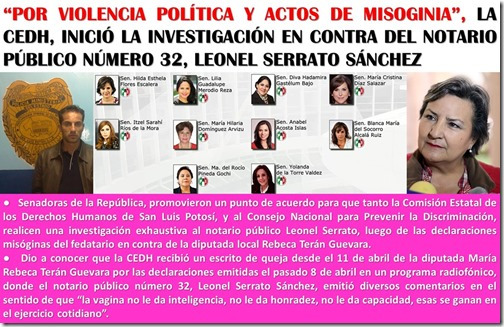 “POR VIOLENCIA POLÍTICA Y ACTOS DE MISOGINIA”, LA
CEDH, INICIÓ LA INVESTIGACIÓN EN CONTRA DEL NOTARIO
PÚBLICO NÚMERO 32, LEONEL SERRATO SÁNCHEZ
Sen. Hilda Esthela
Flores Escalera
Sen. Lilia
Guadalupe
Merodio Reza
Sen. Diva Hadamira
Gastélum Bajo
Sen. María Cristina
Díaz Salazar
Sen. Itzel Sarahí
Ríos de la Mora
Sen. María Hilaria
Domínguez Arvizu
Sen. Anabel
Acosta Islas
Sen. Blanca María
del Socorro
Alcalá Ruiz
Sen. Ma. del Rocío
Pineda Gochi
Sen. Yolanda
de la Torre Valdez
● Senadoras de la República, promovieron un punto de acuerdo para que tanto la Comisión Estatal de
los Derechos Humanos de San Luis Potosí, y al Consejo Nacional para Prevenir la Discriminación,
realicen una investigación exhaustiva al notario público Leonel Serrato, luego de las declaraciones
misóginas del fedatario en contra de la diputada local Rebeca Terán Guevara.
● Dio a conocer que la CEDH recibió un escrito de queja desde el 11 de abril de la diputada María
Rebeca Terán Guevara por las declaraciones emitidas el pasado 8 de abril en un programa radiofónico,
donde el notario público número 32, Leonel Serrato Sánchez, emitió diversos comentarios en el
sentido de que “la vagina no le da inteligencia, no le da honradez, no le da capacidad, esas se ganan en
el ejercicio cotidiano”.